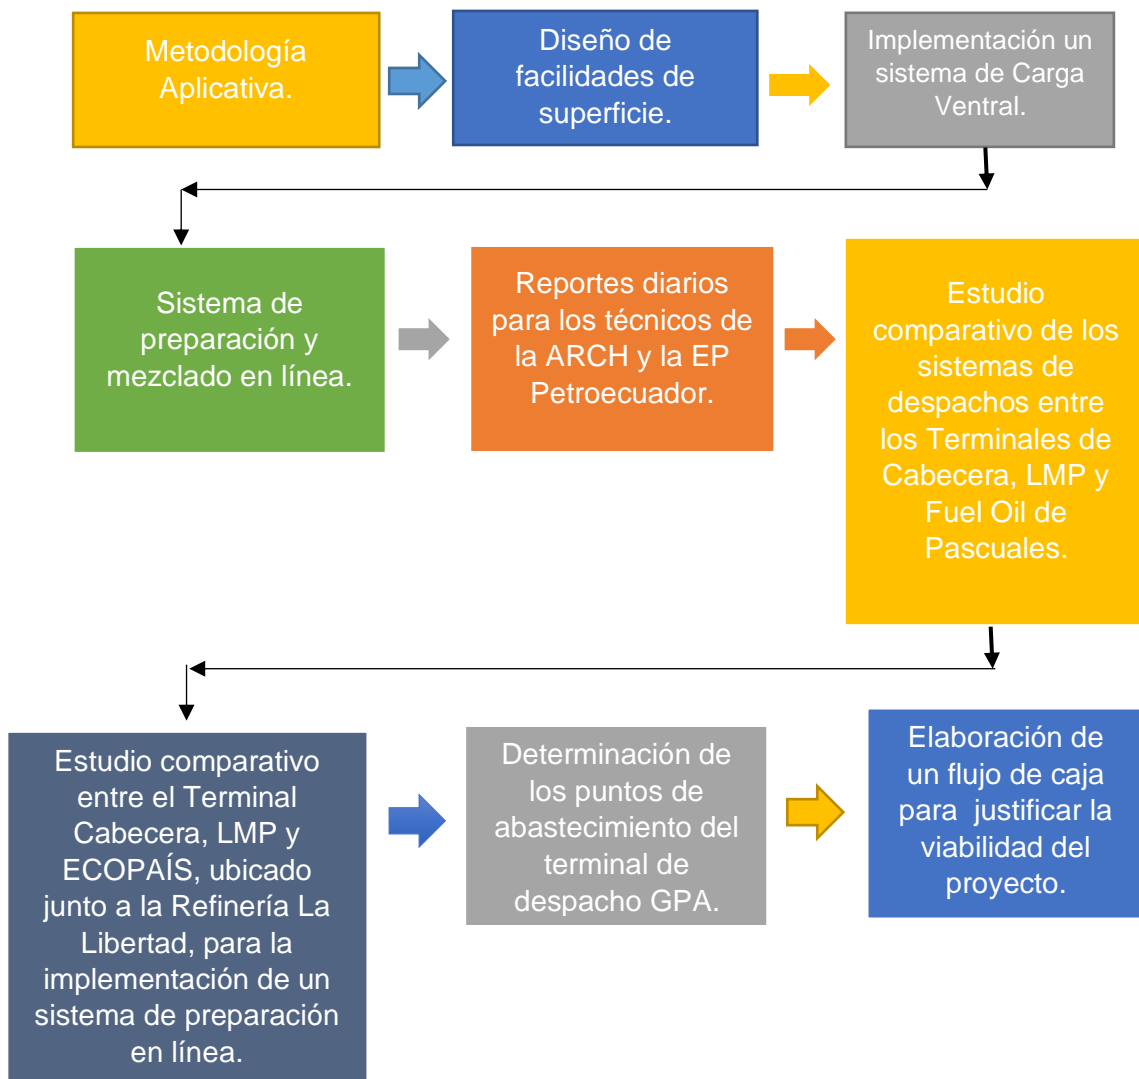 Metodología
Aplicativa.
Diseño de
facilidades de
superficie.
Implementación un
sistema de Carga
Ventral.
Sistema de
preparación y
mezclado en línea.
Reportes diarios
para los técnicos de
la ARCH y la EP
Petroecuador.
Estudio
comparativo de los
sistemas de
despachos entre
los Terminales de
Cabecera, LMP y
Fuel Oil de
Pascuales.
Estudio comparativo
entre el Terminal
Cabecera, LMP y
ECOPAÍS, ubicado
junto a la Refinería La
Libertad, para la
implementación de un
sistema de preparación
en línea.
Determinación de
los puntos de
abastecimiento del
terminal de
despacho GPA.
Elaboración de
un flujo de caja
para  justificar la
viabilidad del
proyecto.